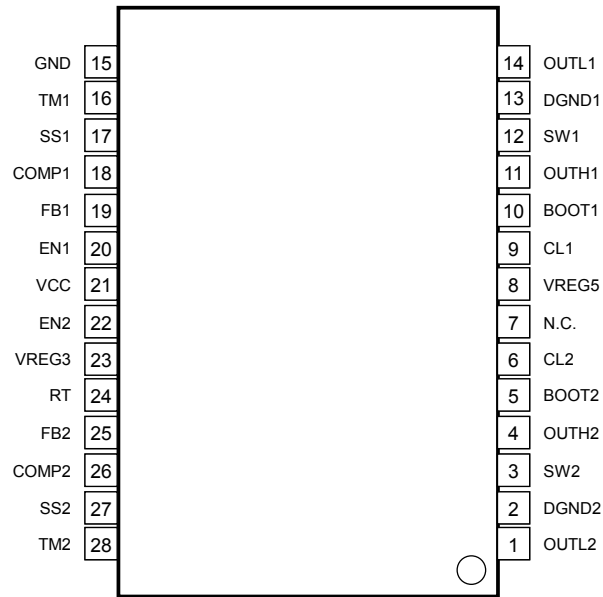 GND 15 14 OUTL1
TM1 16 13 DGND1
SS1 17 12 SW1
COMP1 18 11 OUTH1
FB1 19 10 BOOT1
EN1 20 9 CL1
VCC 21 8 VREG5
EN2 22 7 N.C.
VREG3 23 6 CL2
RT 24 5 BOOT2
FB2 25 4 OUTH2
COMP2 26 3 SW2
SS2 27 2 DGND2
TM2 28 1 OUTL2